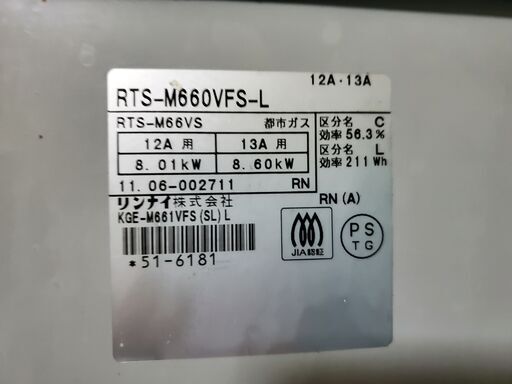 12A・13A
RTS-M660VFS-L
RTS-M66VS 都市ガス
12A 用 13A 用
8.01kW 8.60kW
区分名 C
効率 56.3%
区分名 L
効率 211Wh
11.06-002711 RN
リンナイ株式会社 RN(A)
KGE-M661VFS(SL)L
*51-6181
JIA認証
PS
TG